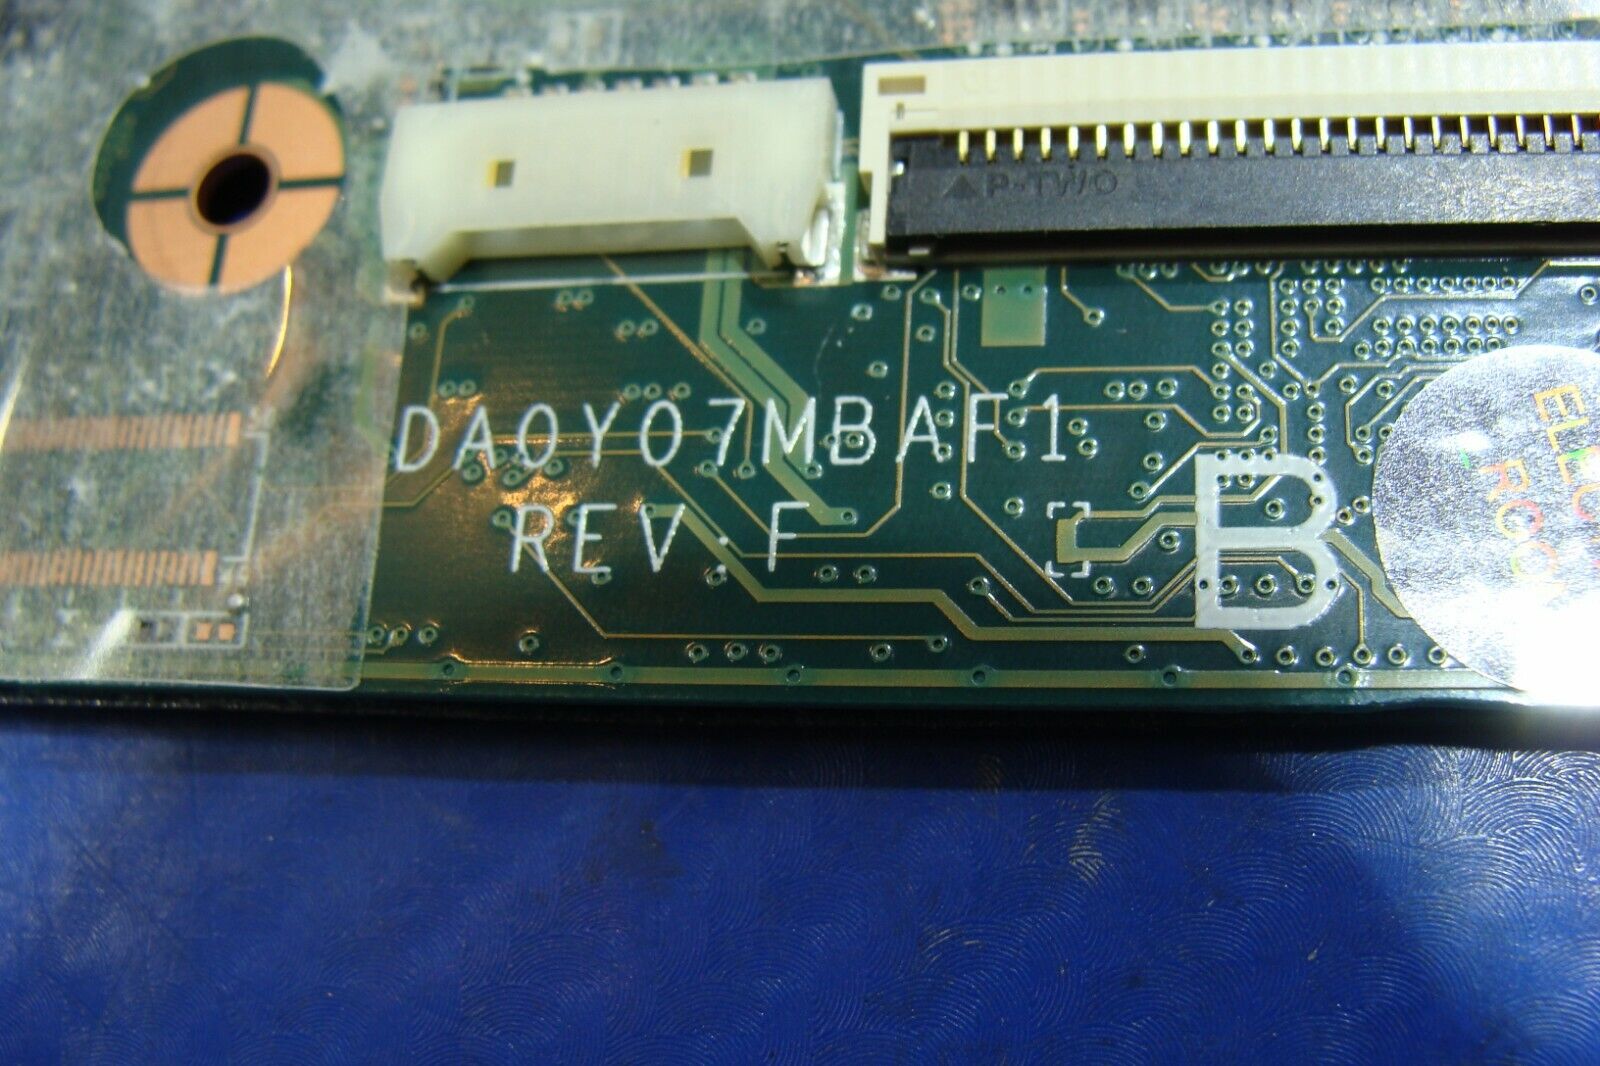 P-TWO
DA0Y07MBAF1
REV.F
B